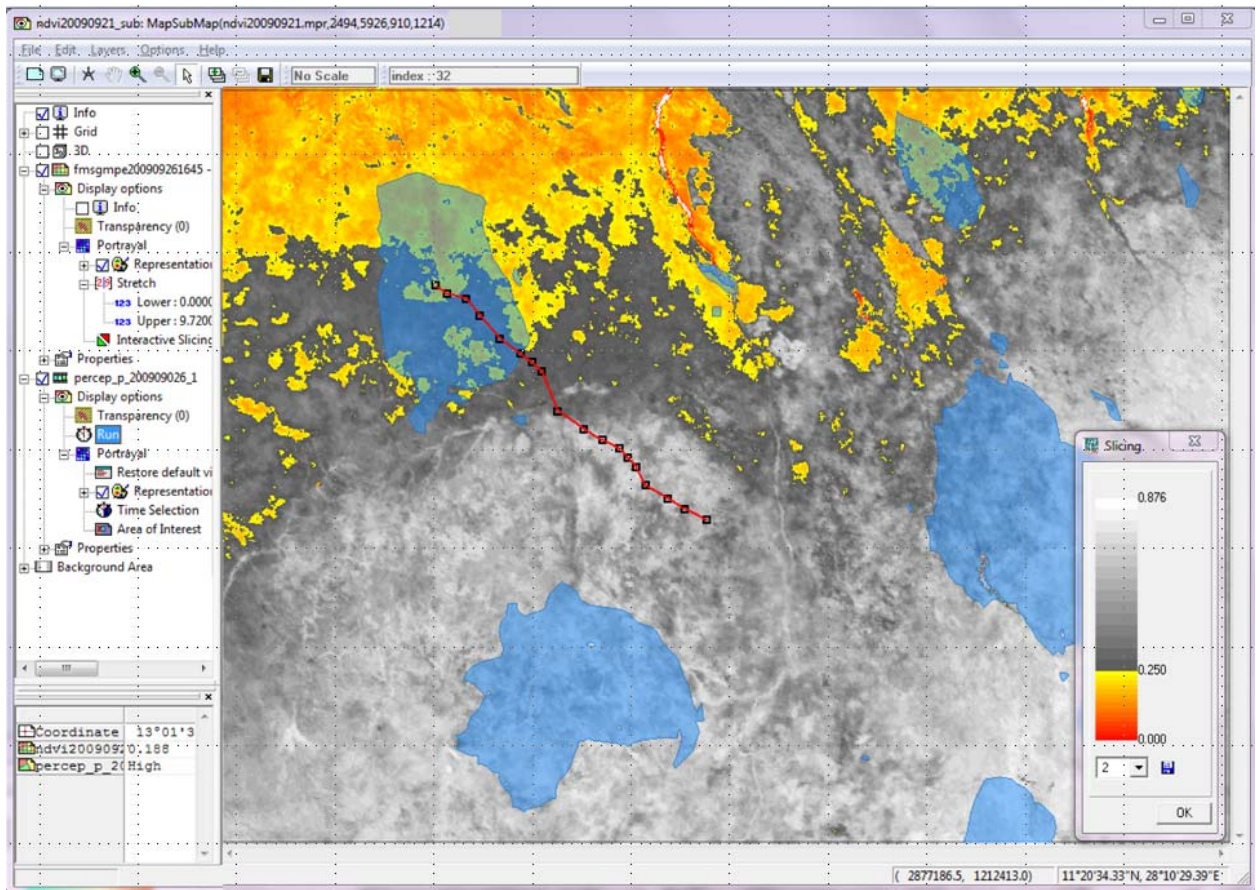 ndvi20090921_sub: MapSubMap(ndvi20090921.mpr,2494,5926,910,1214)
File Edit Layers Options Help
No Scale index : 32
Info
Grid
3D
fmsgmpe200909261645 -
Display options
Info
Transparency (0)
Portrayal
Representation
Stretch
123 Lower : 0.0000
123 Upper : 9.7200
Interactive Slicing
Properties
percep_p_200909026_1
Display options
Transparency (0)
Run
Portrayal
Restore default vi
Representation
Time Selection
Area of Interest
Properties
Background Area
Coordinate 13°01'3
ndvi20090920.188
percep_p_20 High
Slicing
0.876
0.250
0.000
2
OK
( 2877186.5, 1212413.0) 11°20'34.33"N, 28°10'29.39"E